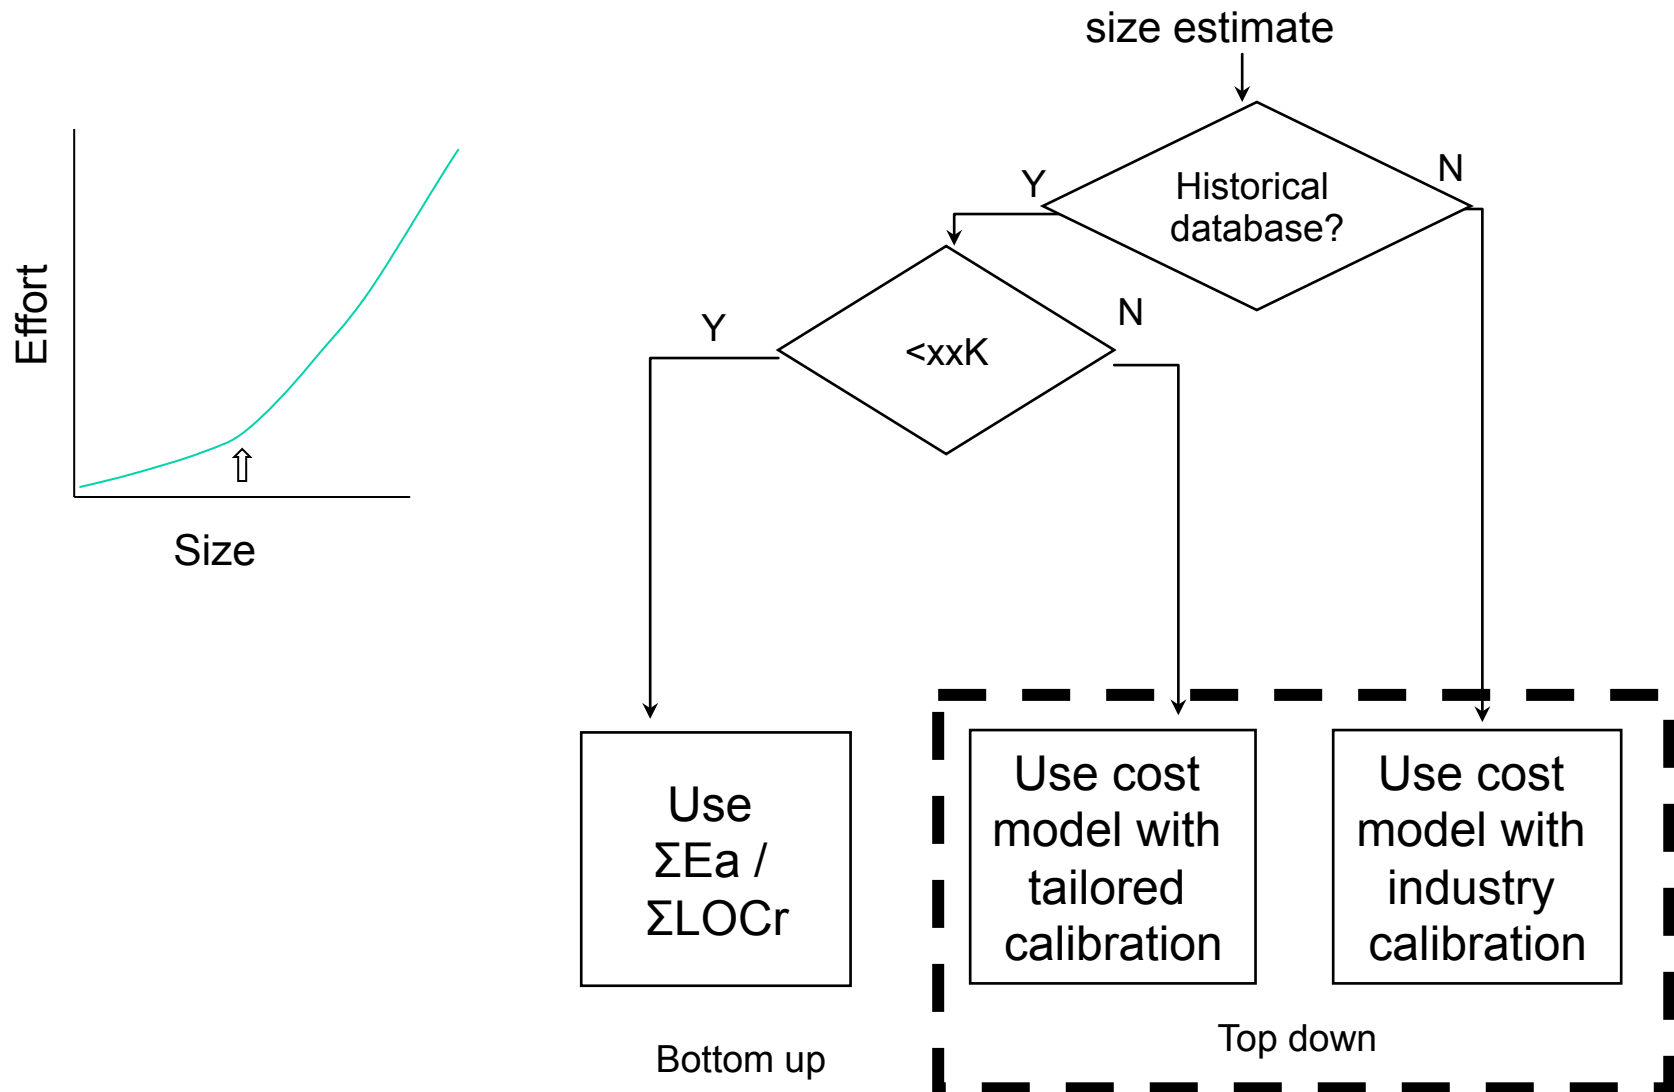 size estimate
Historical
database?
Y
N
<xxK
Y
N
Effort
Size
Use
ΣEa /
ΣLOCr
Use cost
model with
tailored
calibration
Use cost
model with
industry
calibration
Bottom up
Top down